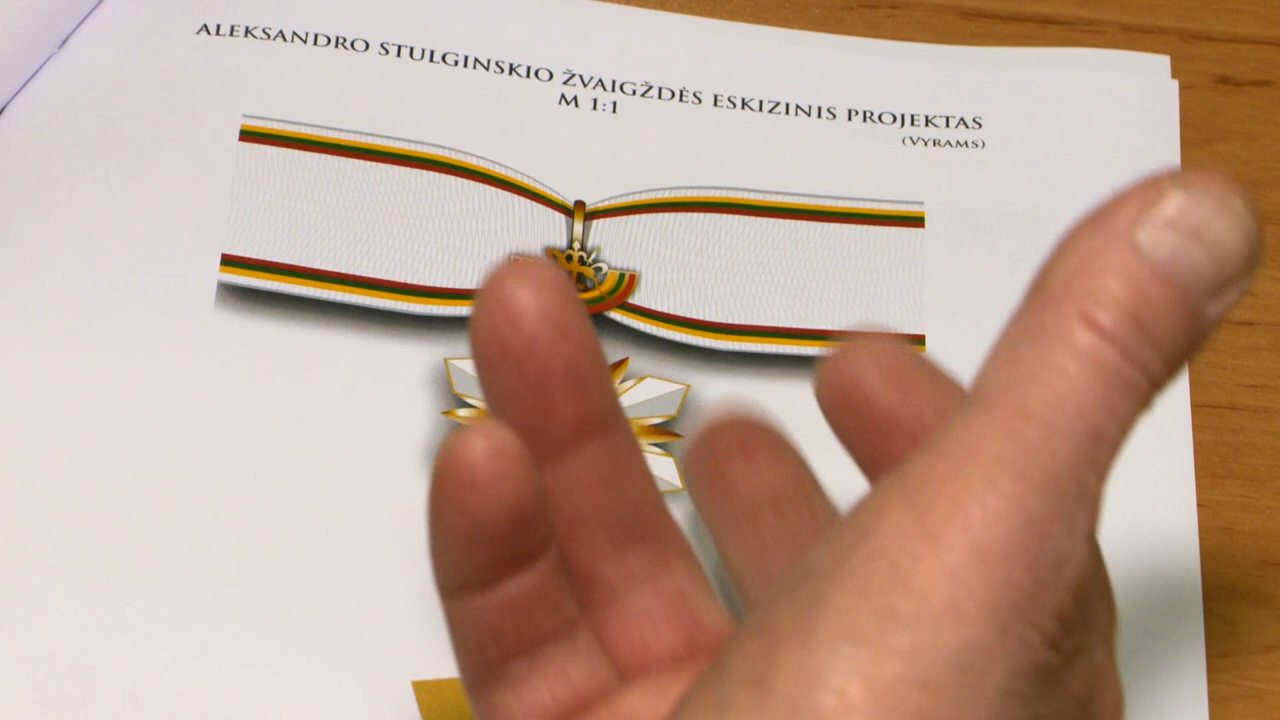 ALEKSANDRO STULGINSKIO ŽVAIGŽDĖS ESKIZINIS PROJEKTAS
M 1:1
(VYRAMS)